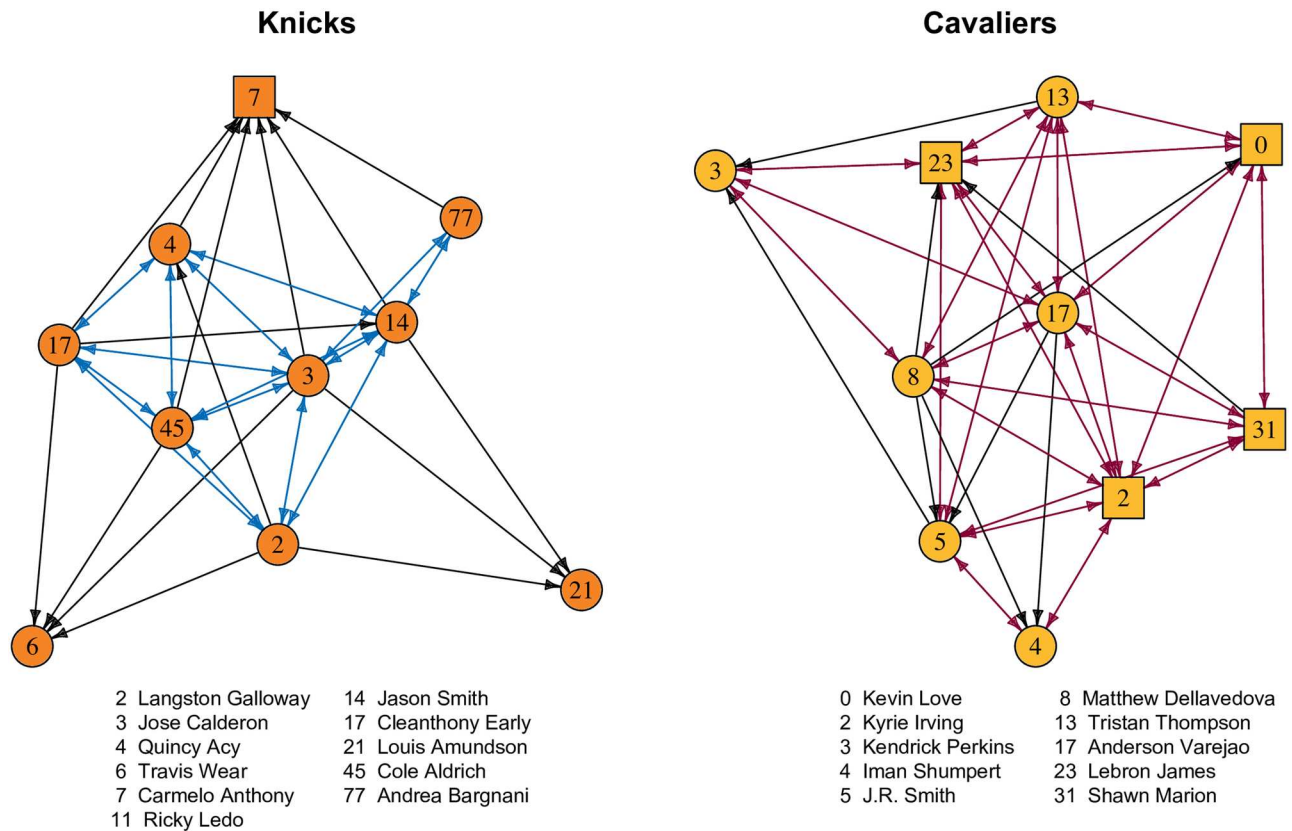 Knicks
Cavaliers
7
77
4
14
17
3
45
2
21
6
13
0
23
3
17
8
31
2
5
4
2 Langston Galloway
3 Jose Calderon
4 Quincy Acy
6 Travis Wear
7 Carmelo Anthony
11 Ricky Ledo
14 Jason Smith
17 Cleanthony Early
21 Louis Amundson
45 Cole Aldrich
77 Andrea Bargnani
0 Kevin Love
2 Kyrie Irving
3 Kendrick Perkins
4 Iman Shumpert
5 J.R. Smith
8 Matthew Dellavedova
13 Tristan Thompson
17 Anderson Varejao
23 Lebron James
31 Shawn Marion